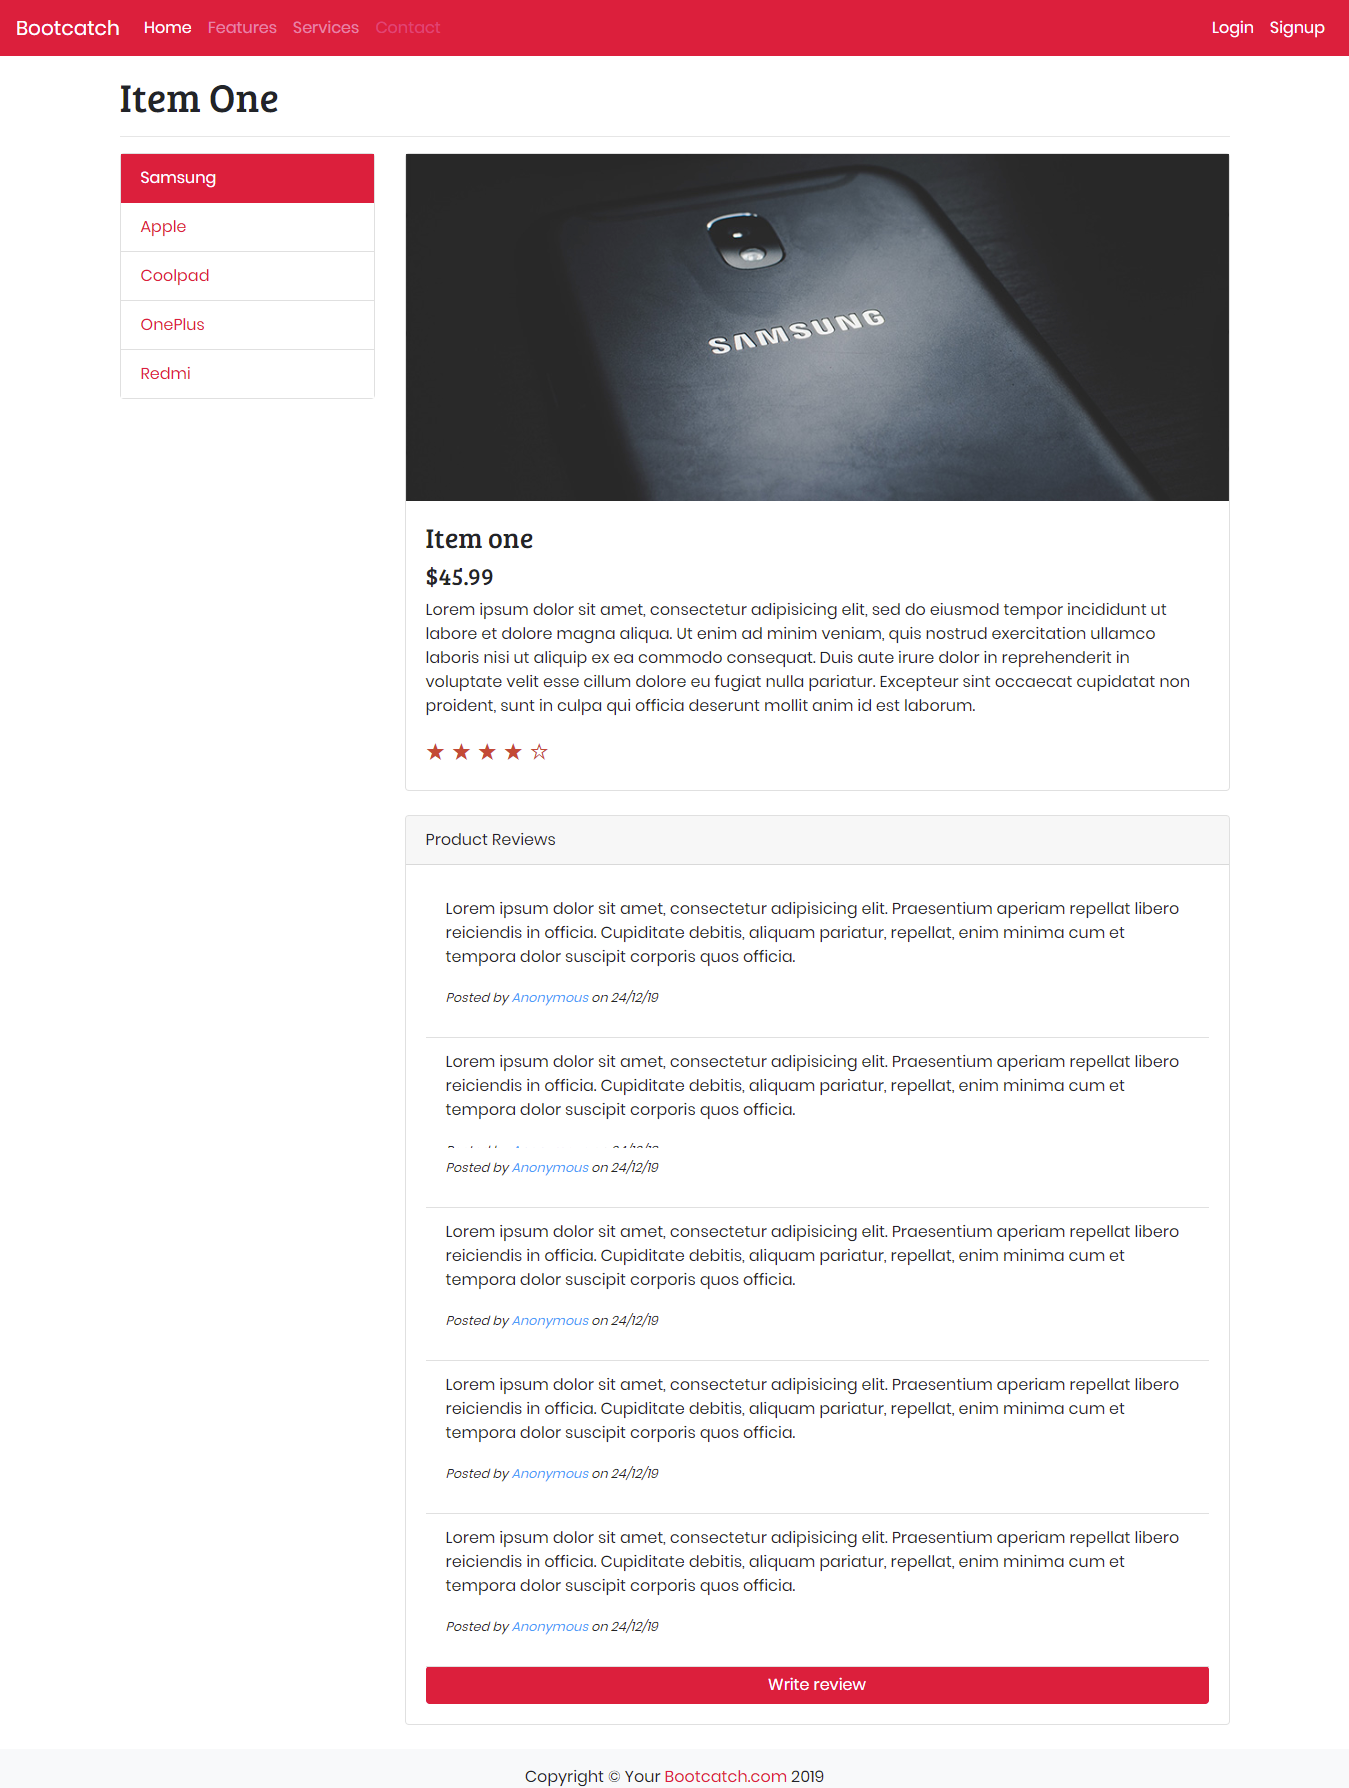 Bootcatch Home Features Services Contact Login Signup
Item One
Samsung
Apple
Coolpad
OnePlus
Redmi
SAMSUNG
Item one
$45.99
Lorem ipsum dolor sit amet, consectetur adipisicing elit, sed do eiusmod tempor incididunt ut
labore et dolore magna aliqua. Ut enim ad minim veniam, quis nostrud exercitation ullamco
laboris nisi ut aliquip ex ea commodo consequat. Duis aute irure dolor in reprehenderit in
voluptate velit esse cillum dolore eu fugiat nulla pariatur. Excepteur sint occaecat cupidatat non
proident, sunt in culpa qui officia deserunt mollit anim id est laborum.
★ ★ ★ ★ ☆
Product Reviews
Lorem ipsum dolor sit amet, consectetur adipisicing elit. Praesentium aperiam repellat libero
reiciendis in officia. Cupiditate debitis, aliquam pariatur, repellat, enim minima cum et
tempora dolor suscipit corporis quos officia.
Posted by Anonymous on 24/12/19
Lorem ipsum dolor sit amet, consectetur adipisicing elit. Praesentium aperiam repellat libero
reiciendis in officia. Cupiditate debitis, aliquam pariatur, repellat, enim minima cum et
tempora dolor suscipit corporis quos officia.
Posted by Anonymous on 24/12/19
Lorem ipsum dolor sit amet, consectetur adipisicing elit. Praesentium aperiam repellat libero
reiciendis in officia. Cupiditate debitis, aliquam pariatur, repellat, enim minima cum et
tempora dolor suscipit corporis quos officia.
Posted by Anonymous on 24/12/19
Lorem ipsum dolor sit amet, consectetur adipisicing elit. Praesentium aperiam repellat libero
reiciendis in officia. Cupiditate debitis, aliquam pariatur, repellat, enim minima cum et
tempora dolor suscipit corporis quos officia.
Posted by Anonymous on 24/12/19
Lorem ipsum dolor sit amet, consectetur adipisicing elit. Praesentium aperiam repellat libero
reiciendis in officia. Cupiditate debitis, aliquam pariatur, repellat, enim minima cum et
tempora dolor suscipit corporis quos officia.
Posted by Anonymous on 24/12/19
Write review
Copyright © Your Bootcatch.com 2019